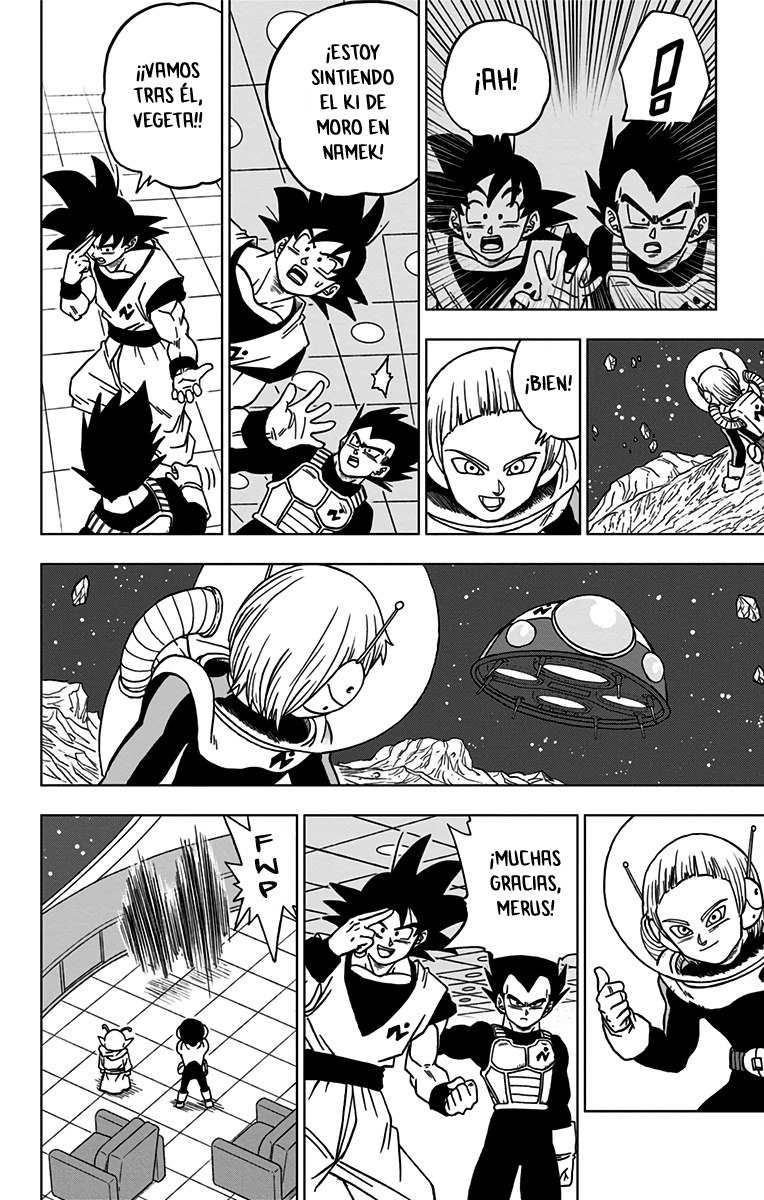 !
¡AH!
¡BIEN!
¡ESTOY
SINTIENDO
EL KI DE
MORO EN
NAMEK!
¡¡VAMOS
TRAS ÉL,
VEGETA!!
¡MUCHAS
GRACIAS,
MERUS!
FWP